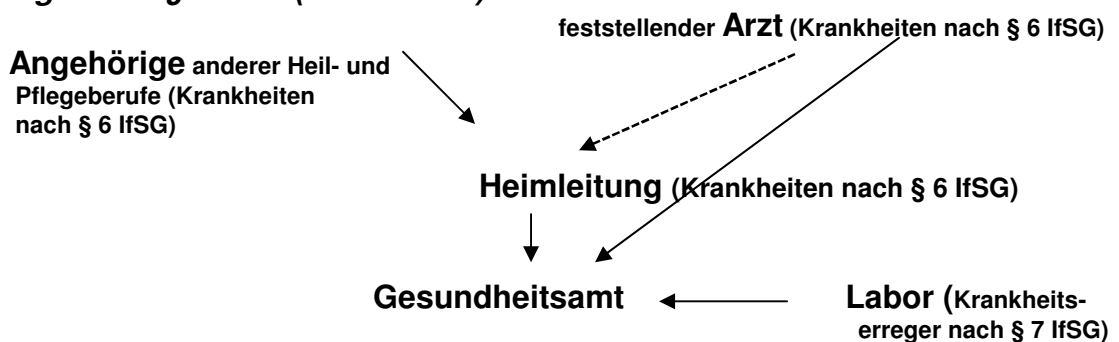 feststellender Arzt (Krankheiten nach § 6 IfSG)
Angehörige anderer Heil- und
Pflegeberufe (Krankheiten
nach § 6 IfSG)
Heimleitung (Krankheiten nach § 6 IfSG)
Gesundheitsamt
Labor (Krankheits-
erreger nach § 7 IfSG)